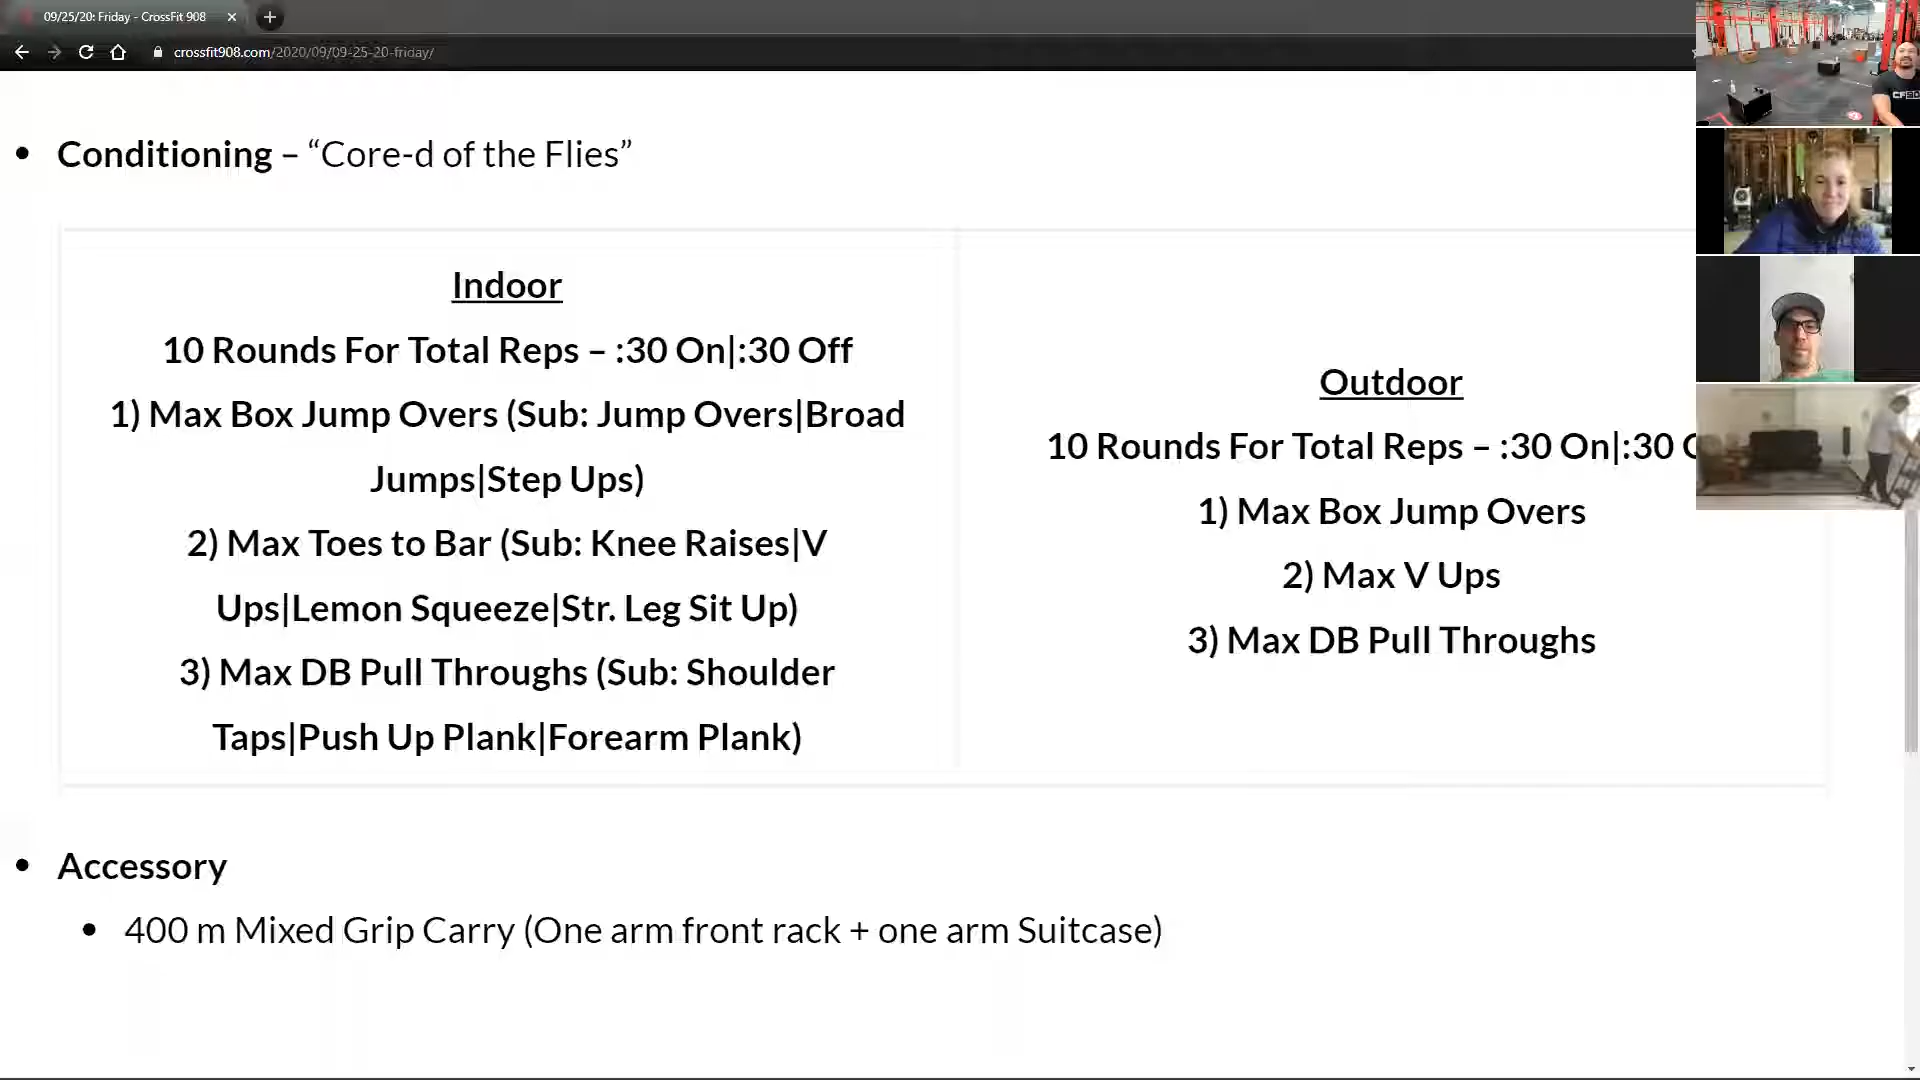 09/25/20: Friday - CrossFit 908
crossfit908.com/2020/09/09-25-20-friday/
Conditioning – “Core-d of the Flies”
Indoor
10 Rounds For Total Reps – :30 On|:30 Off
1) Max Box Jump Overs (Sub: Jump Overs|Broad
Jumps|Step Ups)
2) Max Toes to Bar (Sub: Knee Raises|V
Ups|Lemon Squeeze|Str. Leg Sit Up)
3) Max DB Pull Throughs (Sub: Shoulder
Taps|Push Up Plank|Forearm Plank)
Outdoor
10 Rounds For Total Reps – :30 On|:30
1) Max Box Jump Overs
2) Max V Ups
3) Max DB Pull Throughs
Accessory
400 m Mixed Grip Carry (One arm front rack + one arm Suitcase)